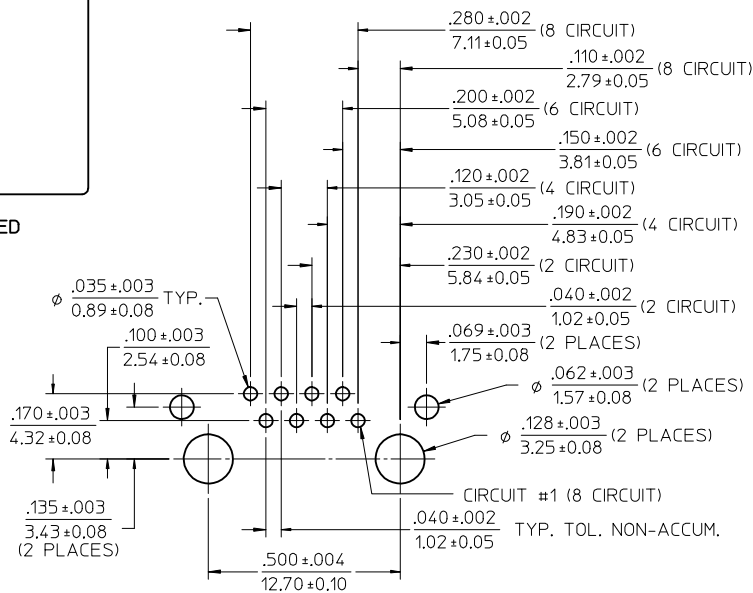 .280±.002 (8 CIRCUIT)
7.11±0.05
.110±.002 (8 CIRCUIT)
2.79±0.05
.200±.002 (6 CIRCUIT)
5.08±0.05
.150±.002 (6 CIRCUIT)
3.81±0.05
.120±.002 (4 CIRCUIT)
3.05±0.05
ED
.190±.002 (4 CIRCUIT)
4.83±0.05
.230±.002 (2 CIRCUIT)
5.84±0.05
ø .035±.003 TYP.
0.89±0.08
.040±.002 (2 CIRCUIT)
1.02±0.05
.100±.003
2.54±0.08
.069±.003 (2 PLACES)
1.75±0.08
ø .062±.003 (2 PLACES)
1.57±0.08
.170±.003
4.32±0.08
ø .128±.003 (2 PLACES)
3.25±0.08
CIRCUIT #1 (8 CIRCUIT)
.135±.003
3.43±0.08
(2 PLACES)
.040±.002 TYP. TOL. NON-ACCUM.
1.02±0.05
.500±.004
12.70±0.10